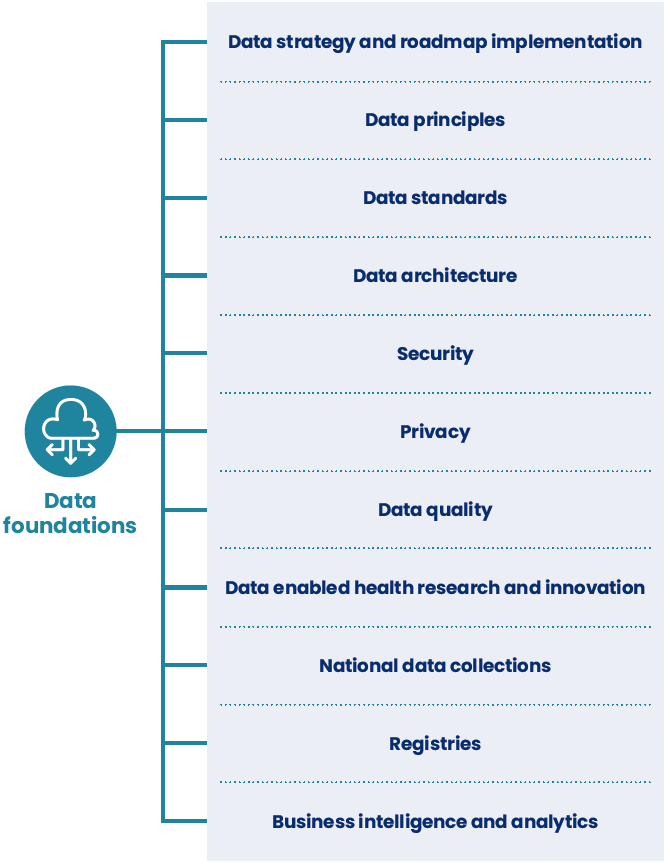 Data strategy and roadmap implementation
Data principles
Data standards
Data architecture
Security
Privacy
Data
foundations
Data quality
Data enabled health research and innovation
National data collections
Registries
Business intelligence and analytics